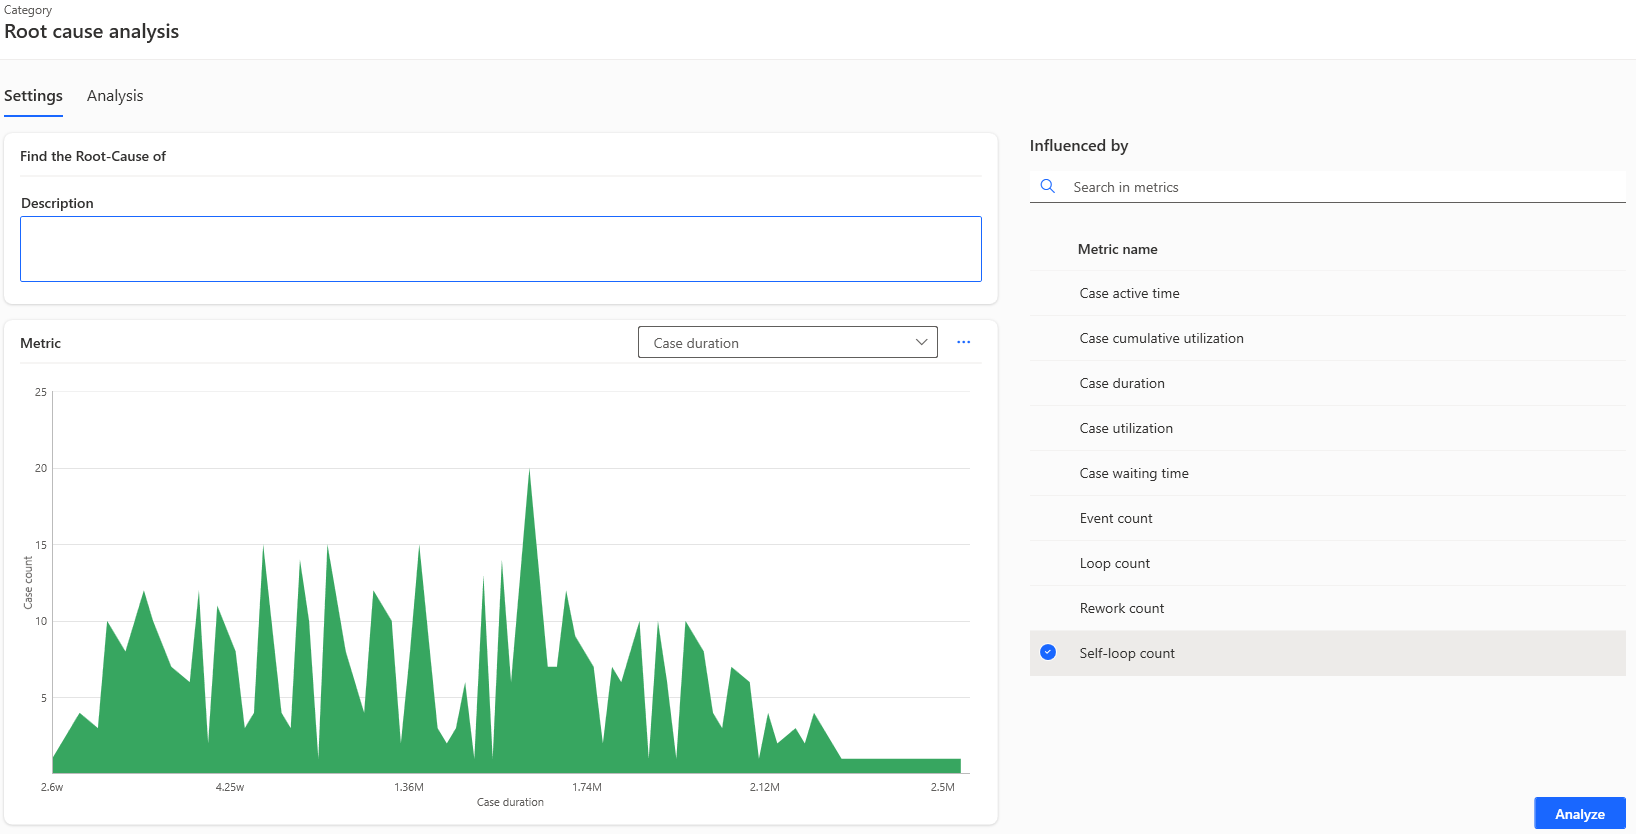 Category
Root cause analysis
Settings
Analysis
Find the Root-Cause of
Description
Metric
Case duration
25
20
15
10
5
Case count
2.6w
4.25w
1.36M
1.74M
2.12M
2.5M
Case duration
Influenced by
Search in metrics
Metric name
Case active time
Case cumulative utilization
Case duration
Case utilization
Case waiting time
Event count
Loop count
Rework count
Self-loop count
Analyze